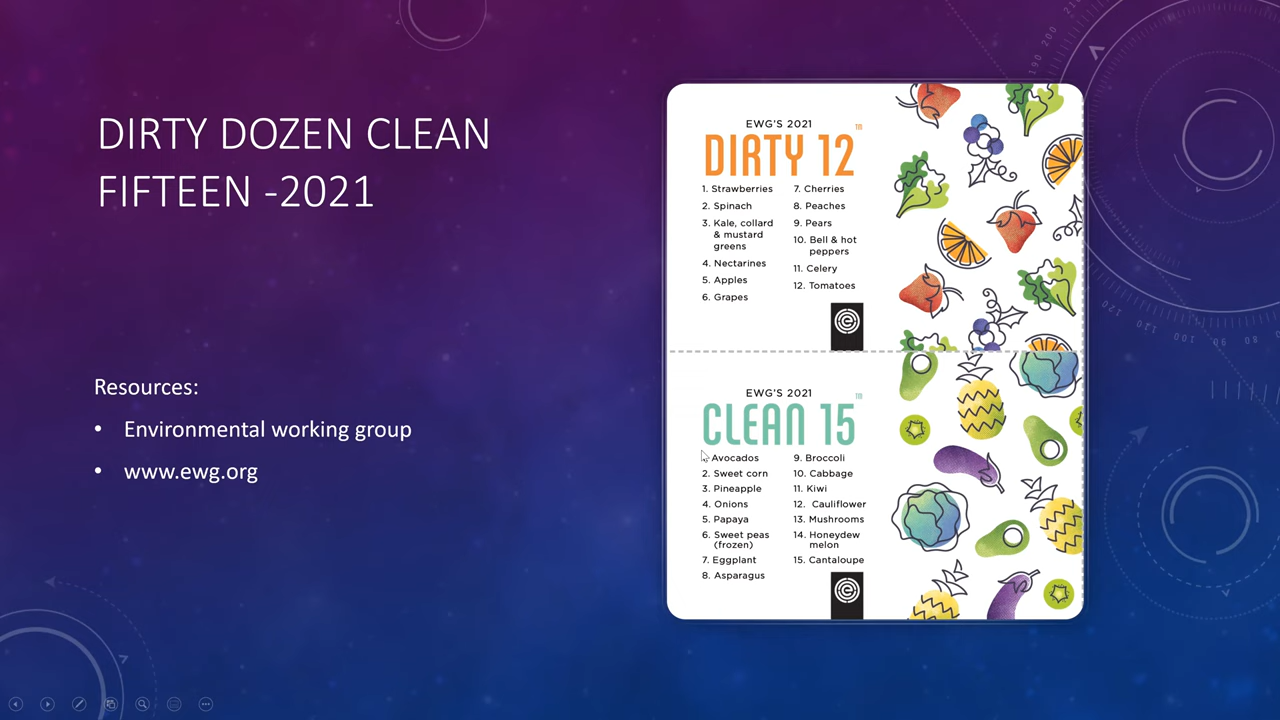 DIRTY DOZEN CLEAN
FIFTEEN -2021
Resources:
• Environmental working group
• www.ewg.org
EWG'S 2021
DIRTY 12™
1. Strawberries
2. Spinach
3. Kale, collard
& mustard
greens
4. Nectarines
5. Apples
6. Grapes
7. Cherries
8. Peaches
9. Pears
10. Bell & hot
peppers
11. Celery
12. Tomatoes
EWG'S 2021
CLEAN 15™
Avocados
2. Sweet corn
3. Pineapple
4. Onions
5. Papaya
6. Sweet peas
(frozen)
7. Eggplant
8. Asparagus
9. Broccoli
10. Cabbage
11. Kiwi
12. Cauliflower
13. Mushrooms
14. Honeydew
melon
15. Cantaloupe